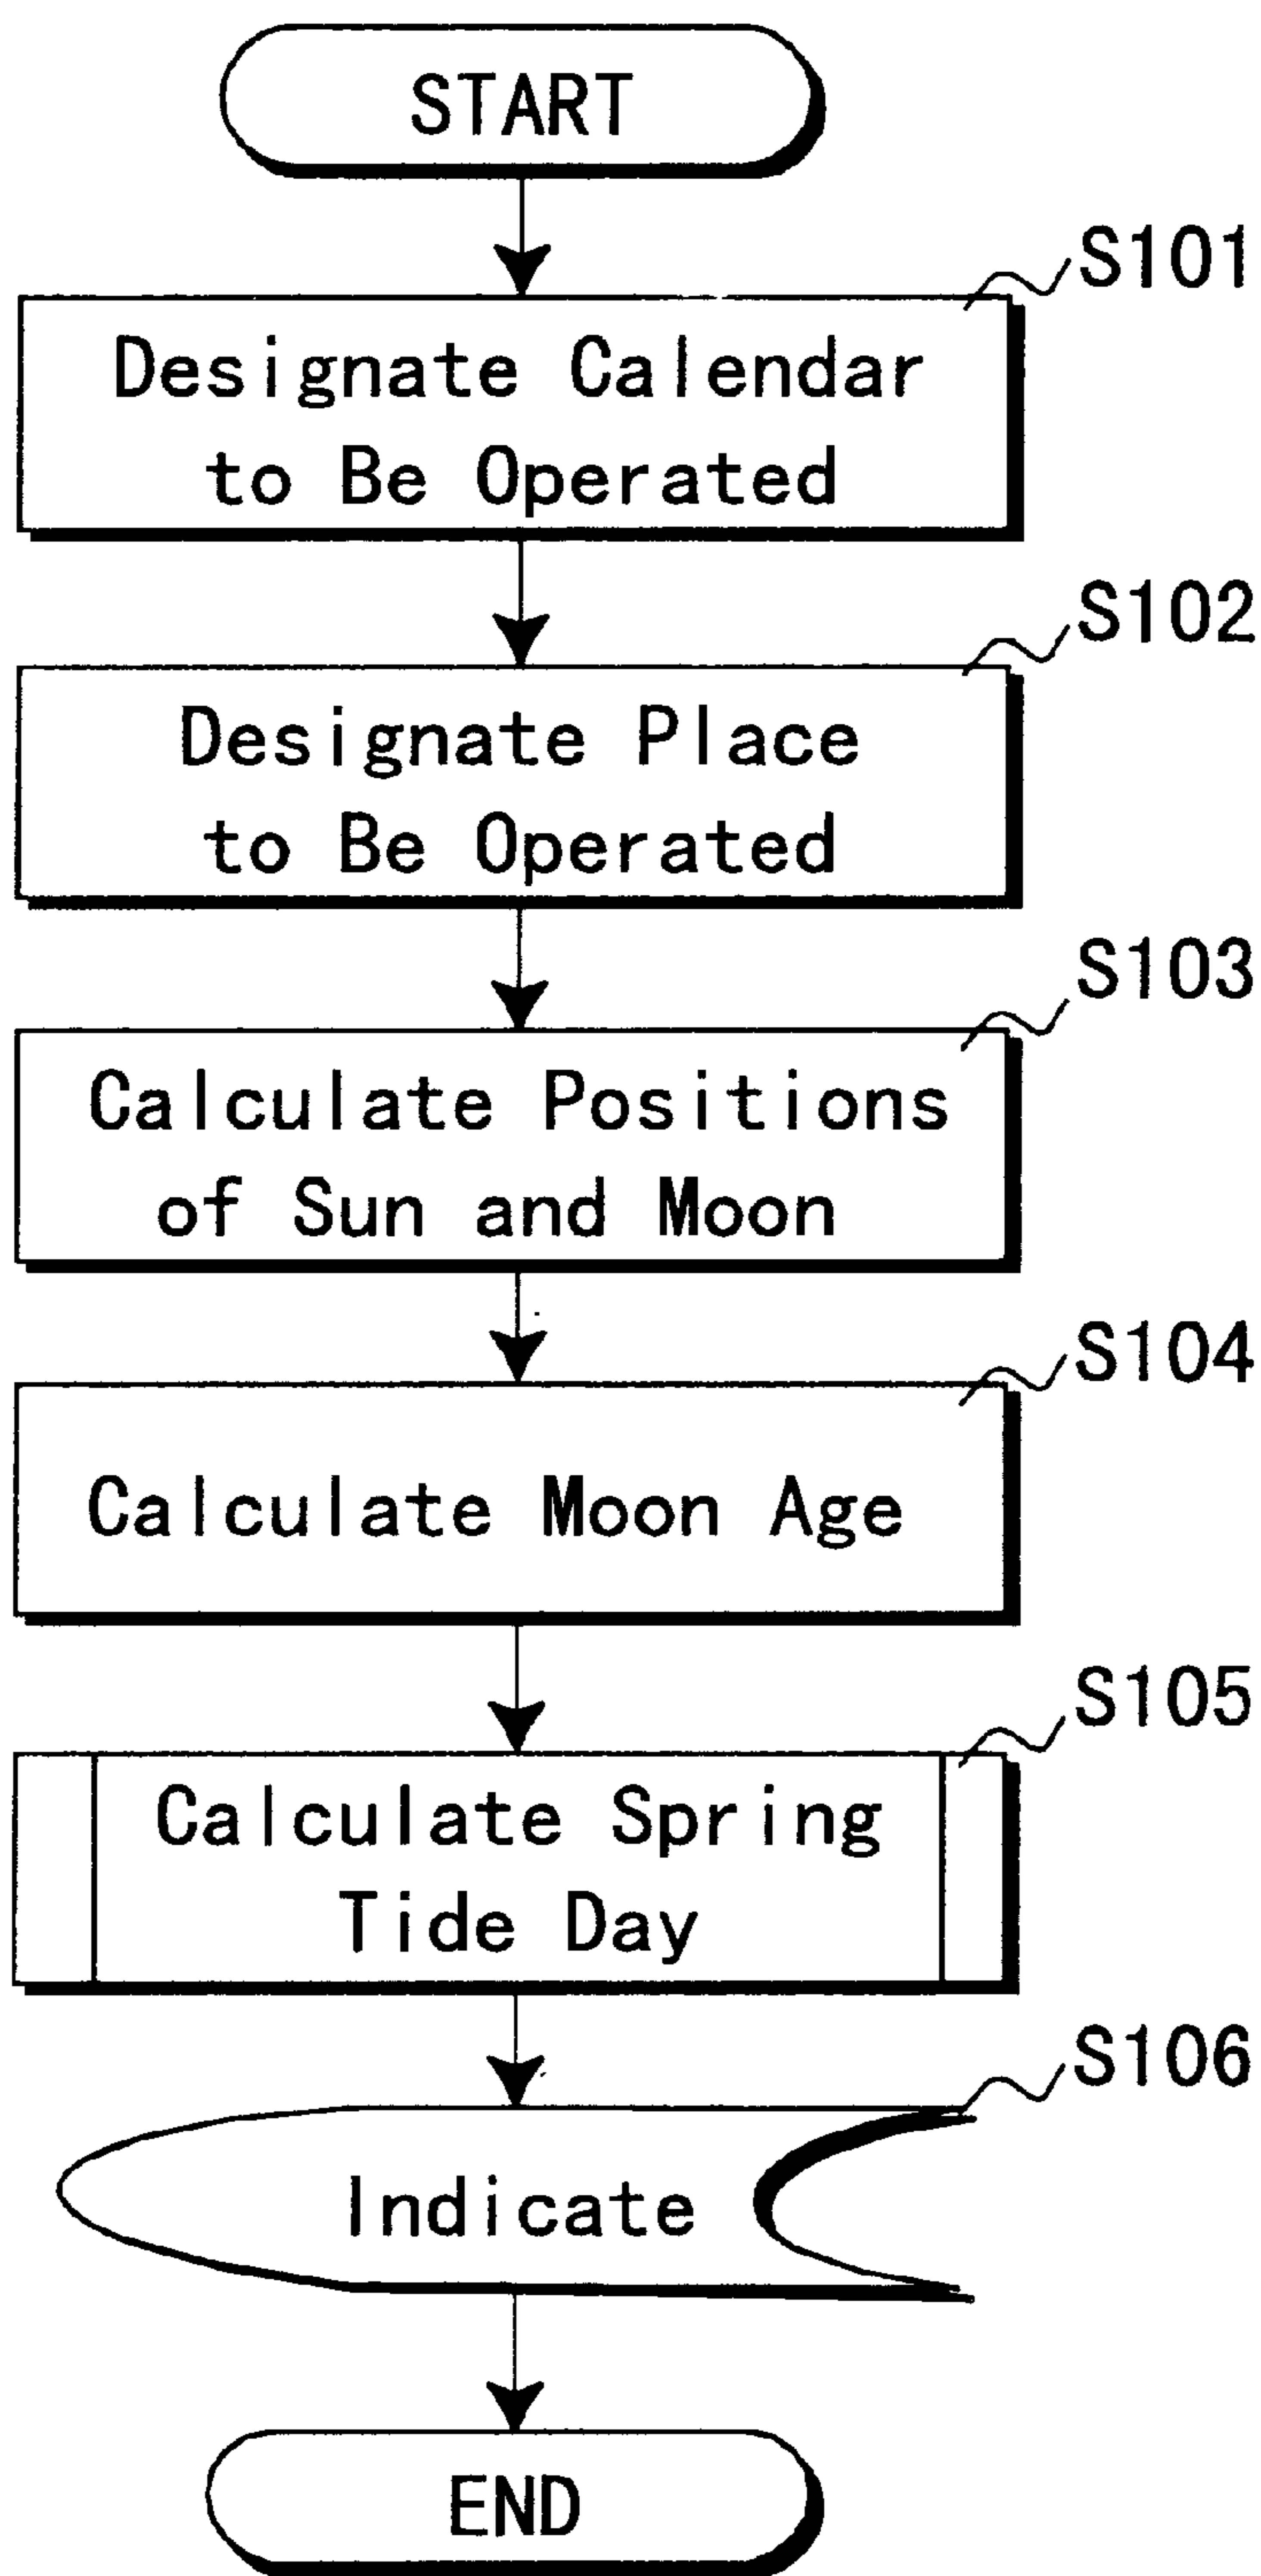 START
S101
Designate Calendar
to Be Operated
S102
Designate Place
to Be Operated
S103
Calculate Positions
of Sun and Moon
S104
Calculate Moon Age
S105
Calculate Spring
Tide Day
S106
Indicate
END